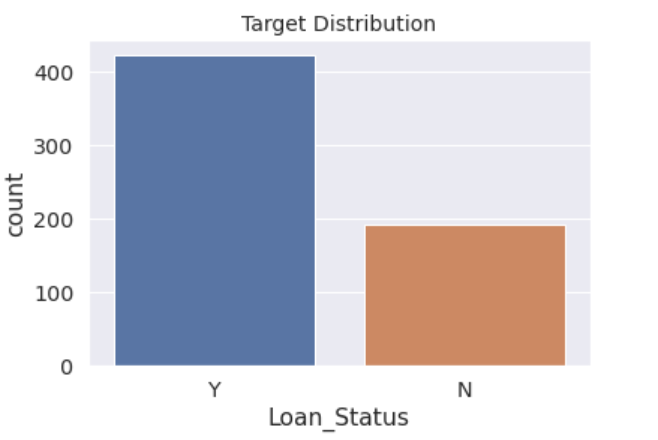 Target Distribution
400
300
200
100
0
count
Y N
Loan_Status